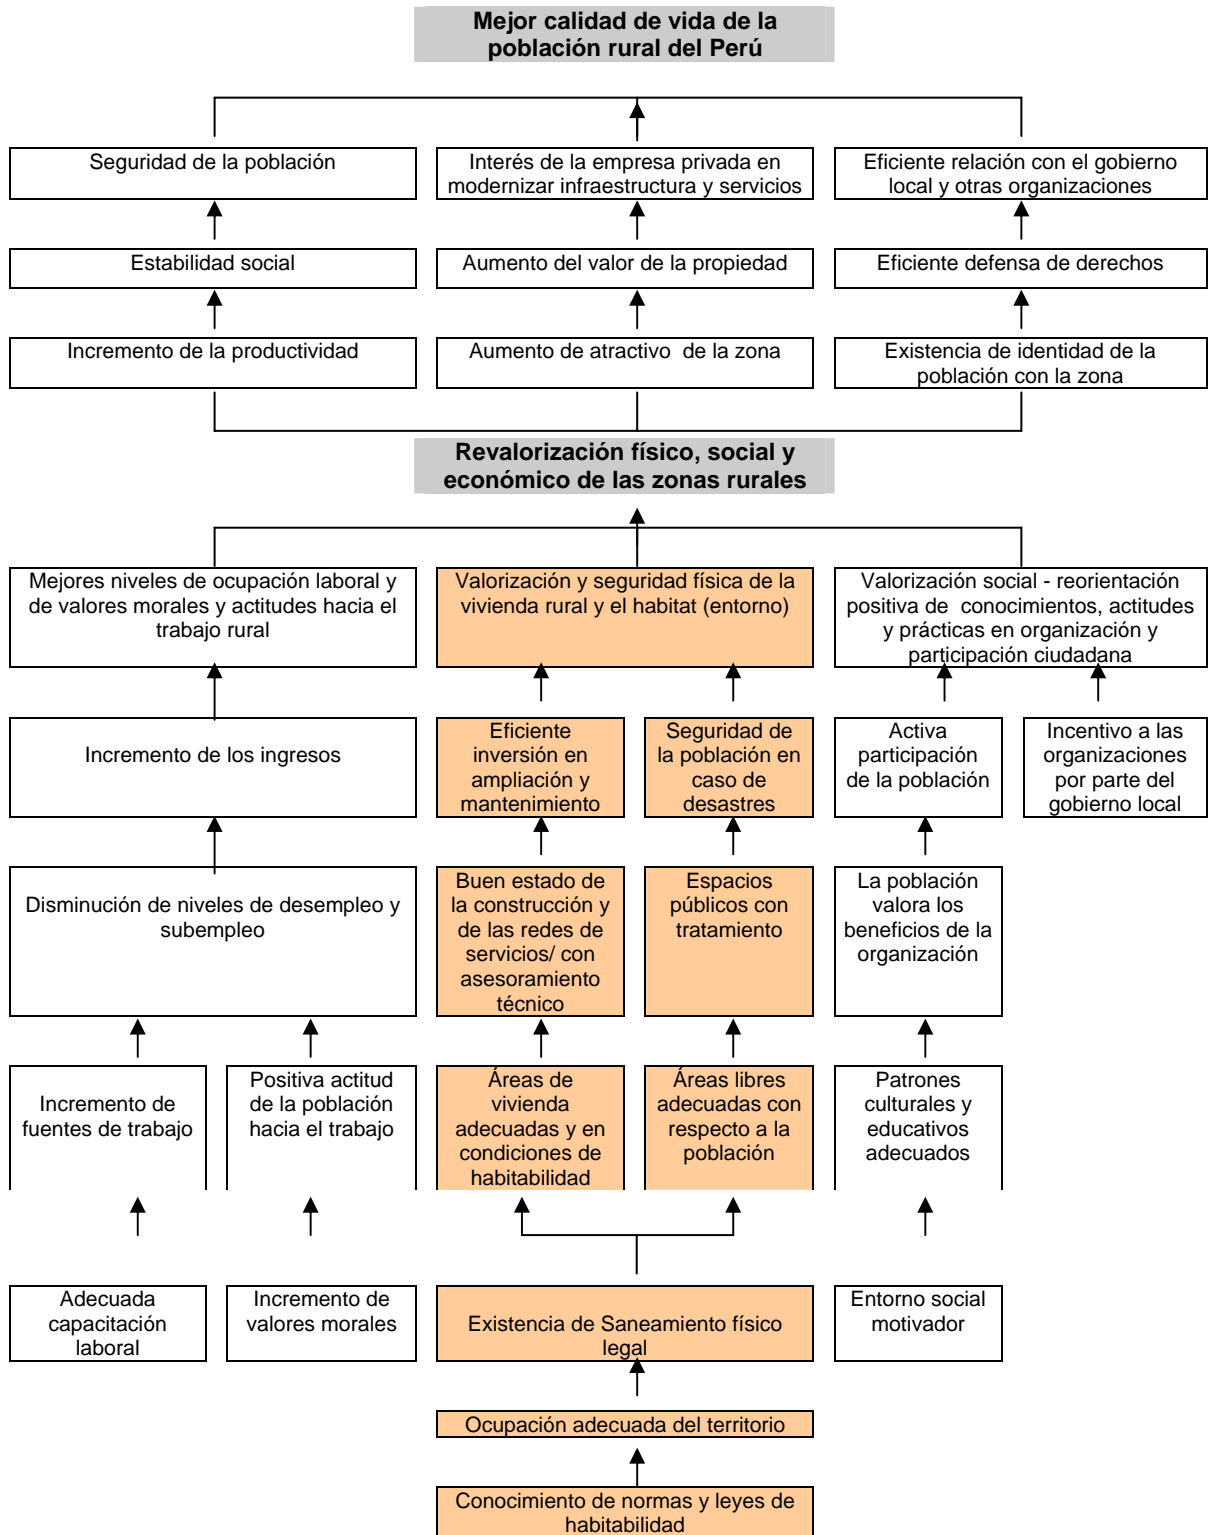 Mejor calidad de vida de la
población rural del Perú
Seguridad de la población
Interés de la empresa privada en
modernizar infraestructura y servicios
Eficiente relación con el gobierno
local y otras organizaciones
Estabilidad social
Aumento del valor de la propiedad
Eficiente defensa de derechos
Incremento de la productividad
Aumento de atractivo de la zona
Existencia de identidad de la
población con la zona
Revalorización físico, social y
económico de las zonas rurales
Mejores niveles de ocupación laboral y
de valores morales y actitudes hacia el
trabajo rural
Valorización y seguridad física de la
vivienda rural y el habitat (entorno)
Valorización social - reorientación
positiva de conocimientos, actitudes
y prácticas en organización y
participación ciudadana
Incremento de los ingresos
Eficiente
inversión en
ampliación y
mantenimiento
Seguridad de
la población en
caso de
desastres
Activa
participación
de la población
Incentivo a las
organizaciones
por parte del
gobierno local
Disminución de niveles de desempleo y
subempleo
Buen estado de
la construcción y
de las redes de
servicios/ con
asesoramiento
técnico
Espacios
públicos con
tratamiento
La población
valora los
beneficios de la
organización
Incremento de
fuentes de trabajo
Positiva actitud
de la población
hacia el trabajo
Áreas de
vivienda
adecuadas y en
condiciones de
habitabilidad
Áreas libres
adecuadas con
respecto a la
población
Patrones
culturales y
educativos
adecuados
Adecuada
capacitación
laboral
Incremento de
valores morales
Existencia de Saneamiento físico
legal
Entorno social
motivador
Ocupación adecuada del territorio
Conocimiento de normas y leyes de
habitabilidad